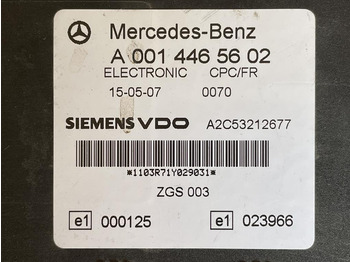 Mercedes-Benz
A 001 446 56 02
ELECTRONIC CPC/FR
15-05-07 0070
SIEMENS VDO A2C53212677
*1103R71Y029031*
ZGS 003
e1 000125 e1 023966